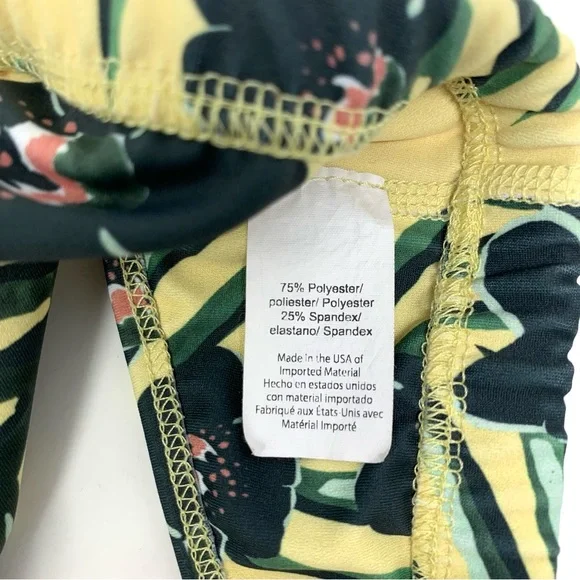 75% Polyester/
poliester/ Polyester
25% Spandex/
elastano/ Spandex
Made in the USA of
Imported Material
Hecho en estados unidos
con material importado
Fabriqué aux États-Unis avec
Matérial Importé